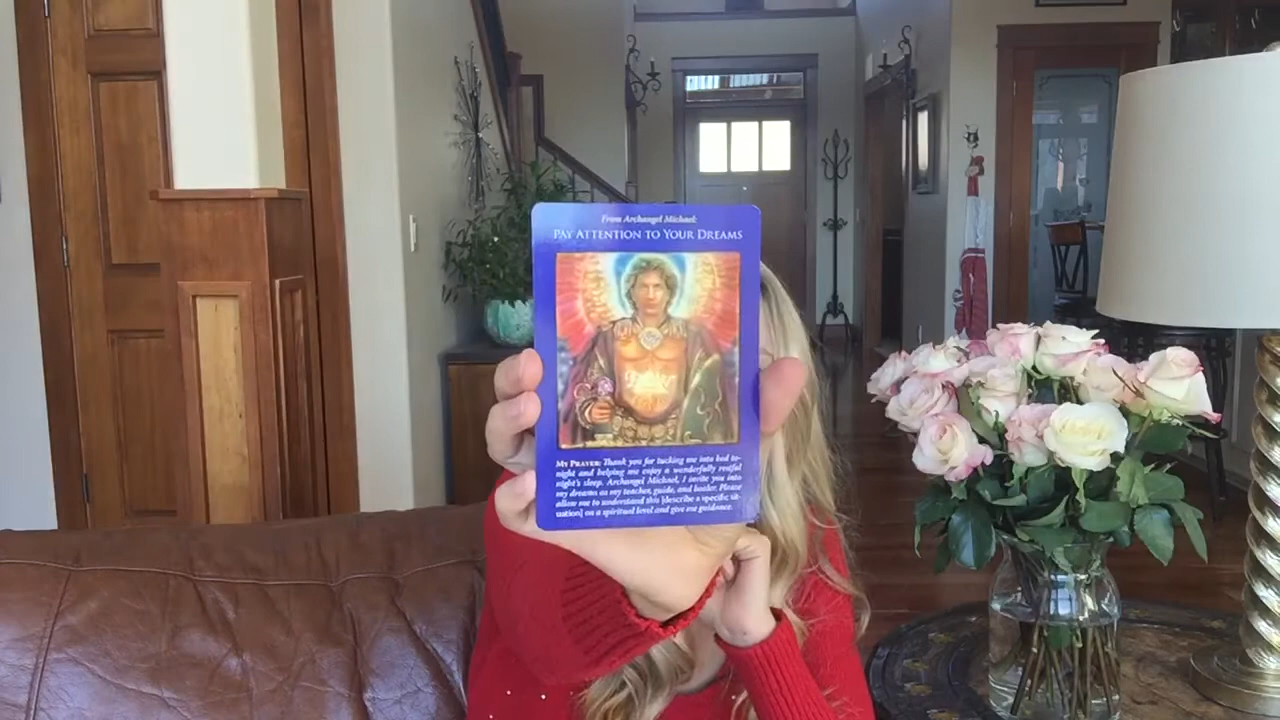 From Archangel Michael:
PAY ATTENTION TO YOUR DREAMS
MY PRAYER: Thank you for tucking me into bed to-
night and helping me enjoy a wonderfully restful
night's sleep. Archangel Michael, I invite you into
my dreams as my teacher, guide, and healer. Please
allow me to understand this [describe a specific sit-
uation] on a spiritual level and give me guidance.